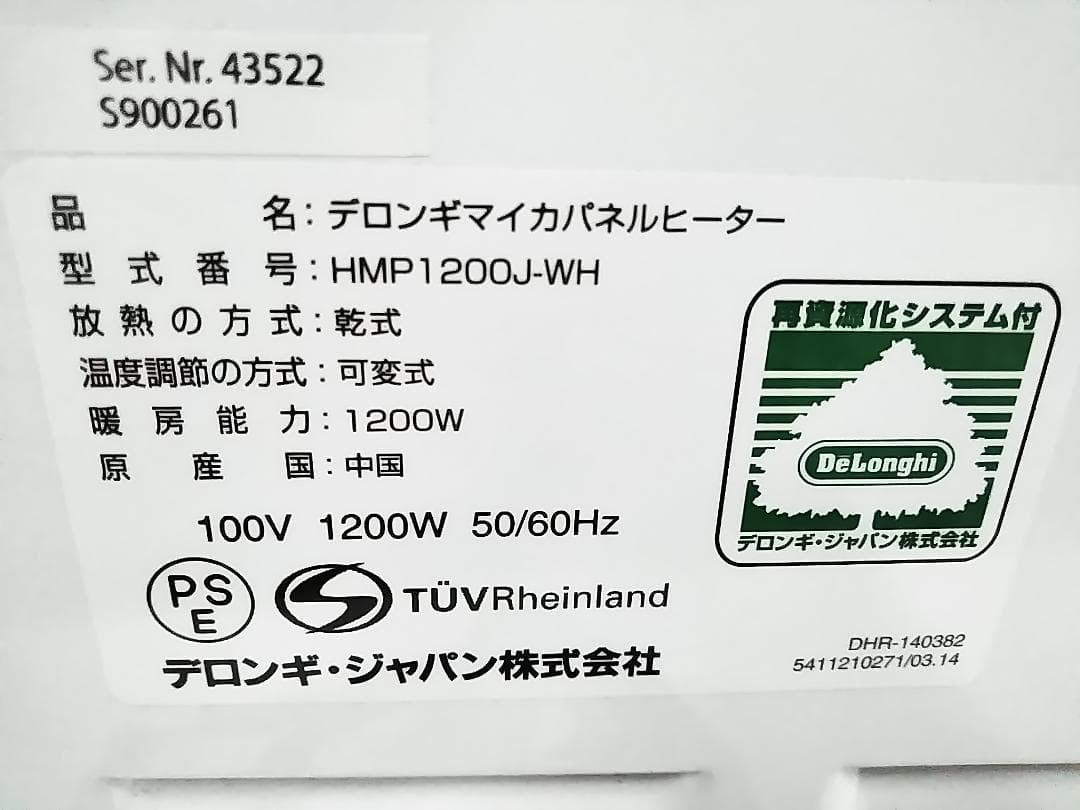 Ser. Nr. 43522
S900261
品名：デロンギマイカパネルヒーター
型式番号：HMP1200J-WH
放熱の方式：乾式
温度調節の方式：可変式
暖房能力：1200W
原産国：中国
100V 1200W 50/60Hz
PSE
TÜVRheinland
デロンギ・ジャパン株式会社
再資源化システム付
DēLonghi
デロンギ・ジャパン株式会社
DHR-140382
5411210271/03.14